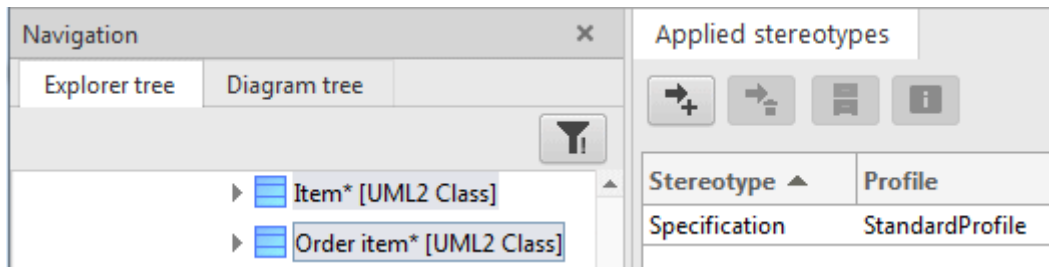 Navigation
Explorer tree
Diagram tree
Item* [UML2 Class]
Order item* [UML2 Class]
Applied stereotypes
Stereotype Profile
Specification StandardProfile